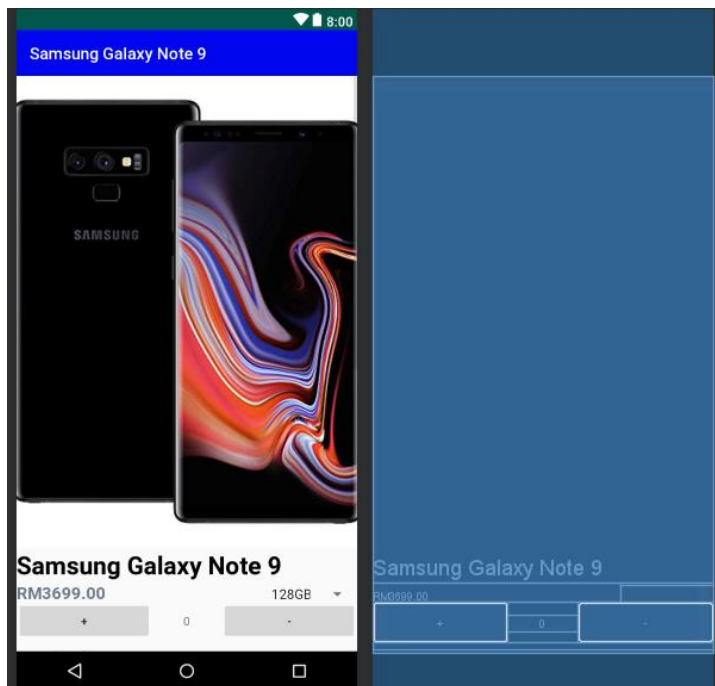 8:00
Samsung Galaxy Note 9
SAMSUNG
Samsung Galaxy Note 9
RM3699.00 128GB
+ 0 -
Samsung Galaxy Note 9
RM3699.00
+ 0 -